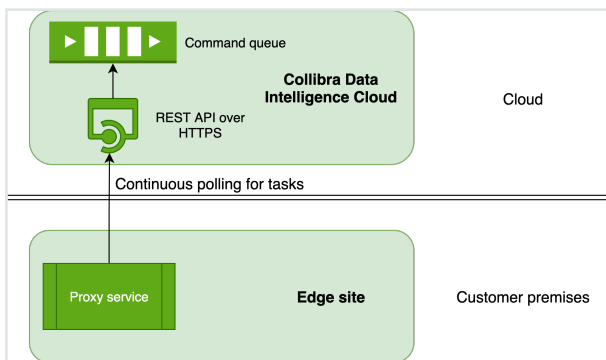 Command queue
Collibra Data
Intelligence Cloud
Cloud
REST API over
HTTPS
Continuous polling for tasks
Proxy service
Edge site
Customer premises